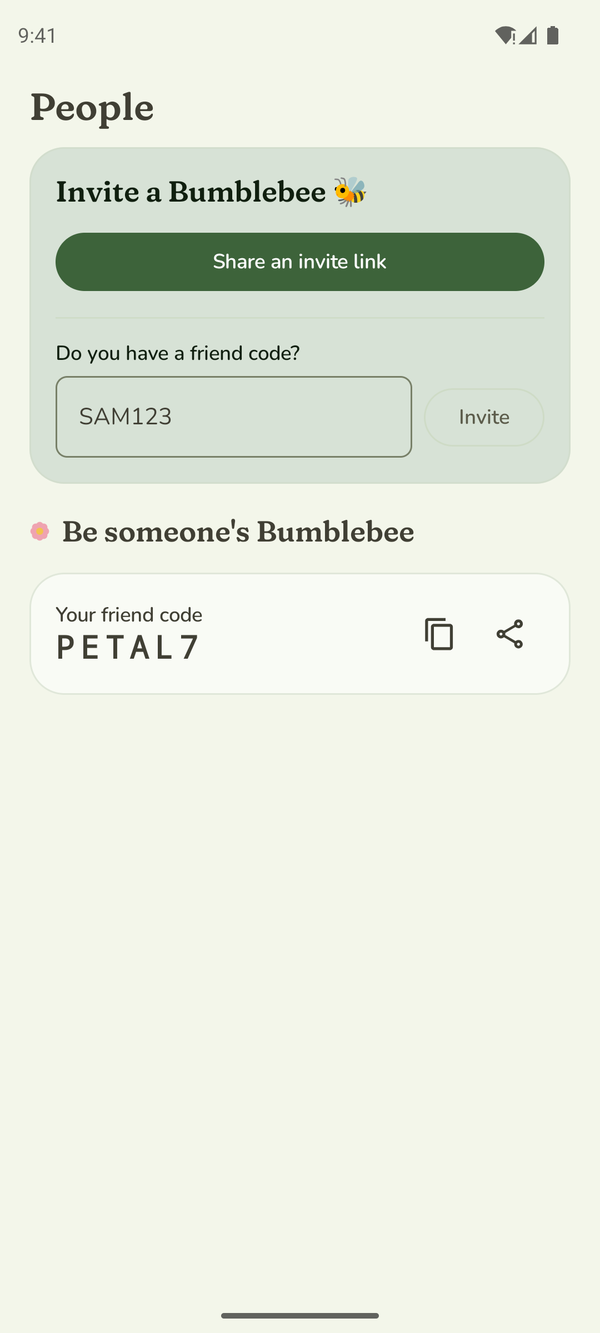 9:41
People
Invite a Bumblebee 🐝
Share an invite link
Do you have a friend code?
SAM123
Invite
Be someone's Bumblebee
Your friend code
PETAL7